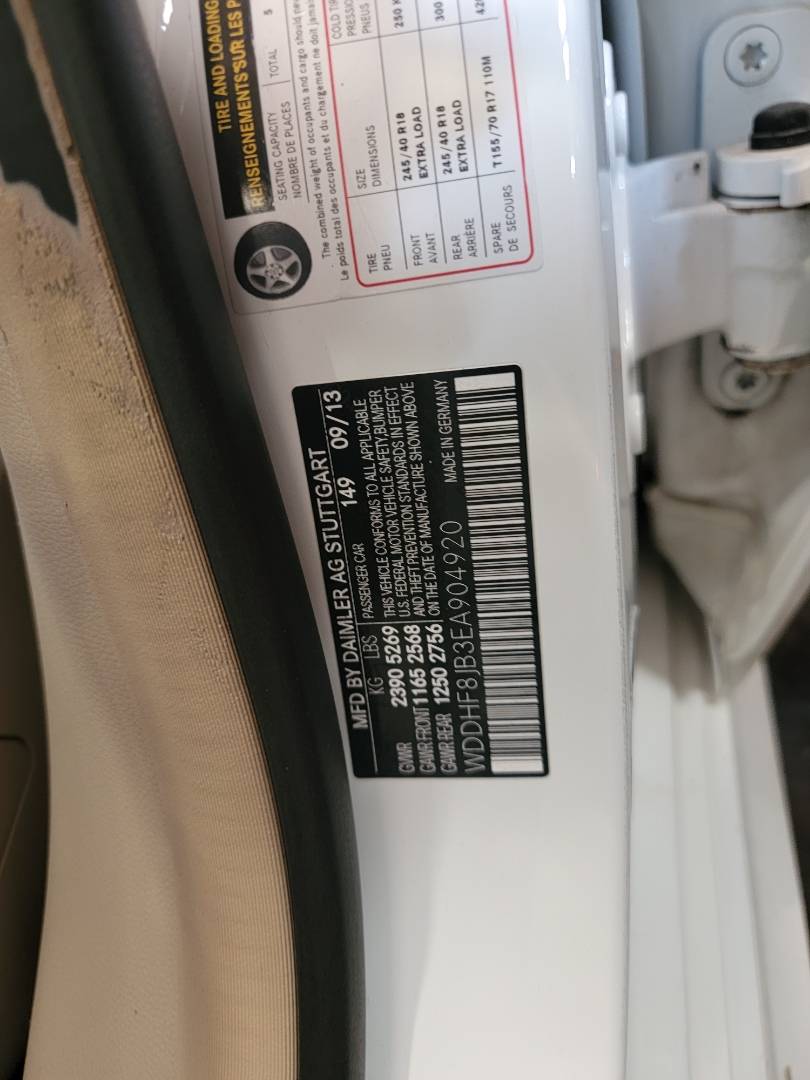 TIRE AND LOADING
RENSEIGNEMENTS SUR LES P
SEATING CAPACITY
NOMBRE DE PLACES
TOTAL 5
The combined weight of occupants and cargo should
Le poids total des occupants et du chargement ne doit jamais
TIRE SIZE COLD
PNEU DIMENSIONS PNEUS
FRONT 245/40 R18 250
AVANT EXTRA LOAD
REAR 245/40 R18 300
ARRIÈRE EXTRA LOAD
SPARE T155/70 R17 110M 420
DE SECOURS
MFD BY DAIMLER AG STUTTGART
KG LBS PASSENGER CAR 149 09/13
GVWR 2390 5269 THIS VEHICLE CONFORMS TO ALL APPLICABLE
U.S. FEDERAL MOTOR VEHICLE SAFETY,BUMPER
GAWR FRONT 1165 2568 AND THEFT PREVENTION STANDARDS IN EFFECT
GAWR REAR 1250 2756 ON THE DATE OF MANUFACTURE SHOWN ABOVE
WDDHF8JB3EA904920 MADE IN GERMANY